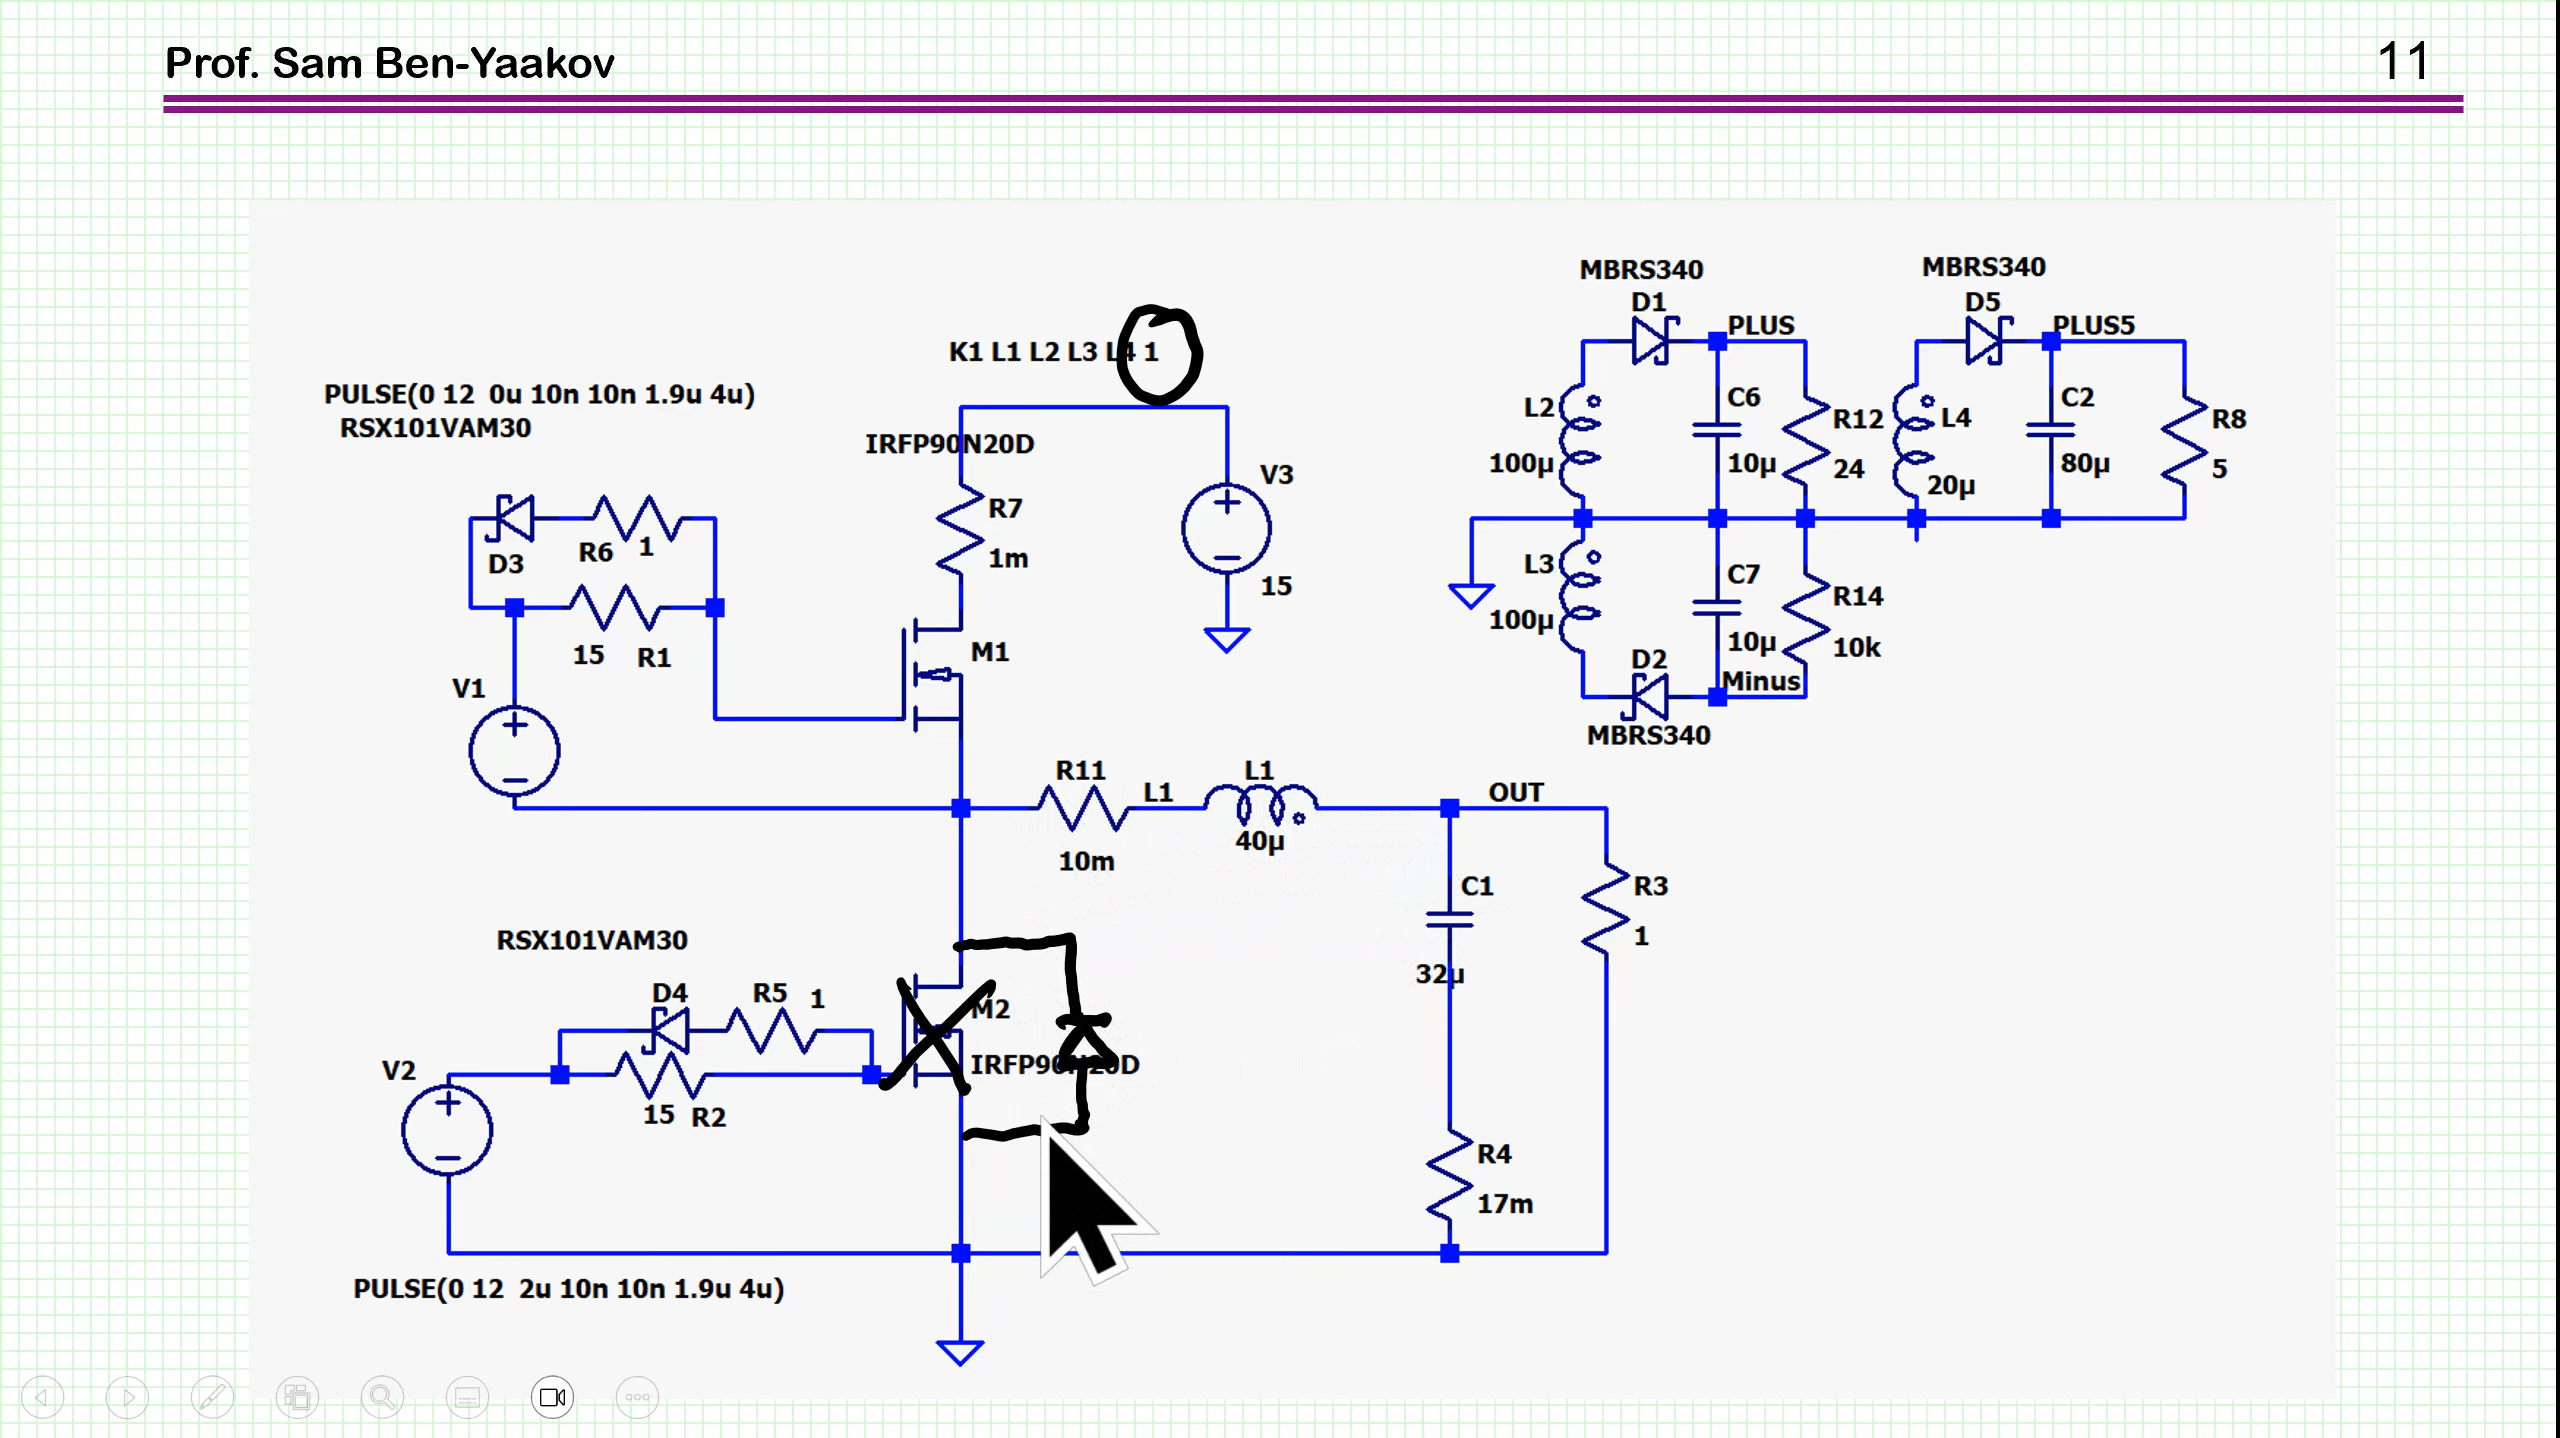 Prof. Sam Ben-Yaakov
11
K1 L1 L2 L3 L4 1
PULSE(0 12 0u 10n 10n 1.9u 4u)
RSX101VAM30
IRFP90N20D
D3
R6
1
15
R1
V1
R7
1m
M1
V3
15
MBRS340
D1
PLUS
L2
100µ
C6
10µ
R12
24
MBRS340
D5
PLUS5
L4
20µ
C2
80µ
R8
5
L3
100µ
C7
10µ
R14
10k
D2
Minus
MBRS340
R11
10m
L1
L1
40µ
OUT
C1
32µ
R3
1
R4
17m
RSX101VAM30
D4
R5
1
V2
15
R2
M2
IRFP90N20D
PULSE(0 12 2u 10n 10n 1.9u 4u)